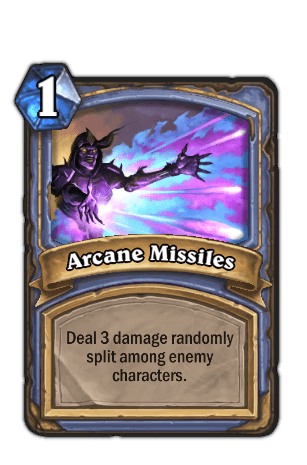 1
Arcane Missiles
Deal 3 damage randomly
split among enemy
characters.